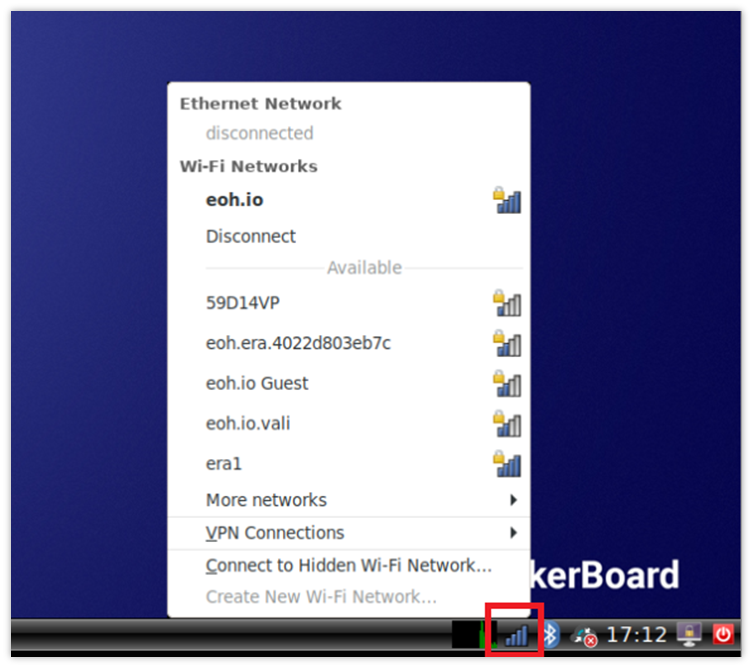 Ethernet Network
disconnected
Wi-Fi Networks
eoh.io
Disconnect
Available
59D14VP
eoh.era.4022d803eb7c
eoh.io Guest
eoh.io.vali
era1
More networks
VPN Connections
Connect to Hidden Wi-Fi Network...
Create New Wi-Fi Network...
kerBoard
17:12